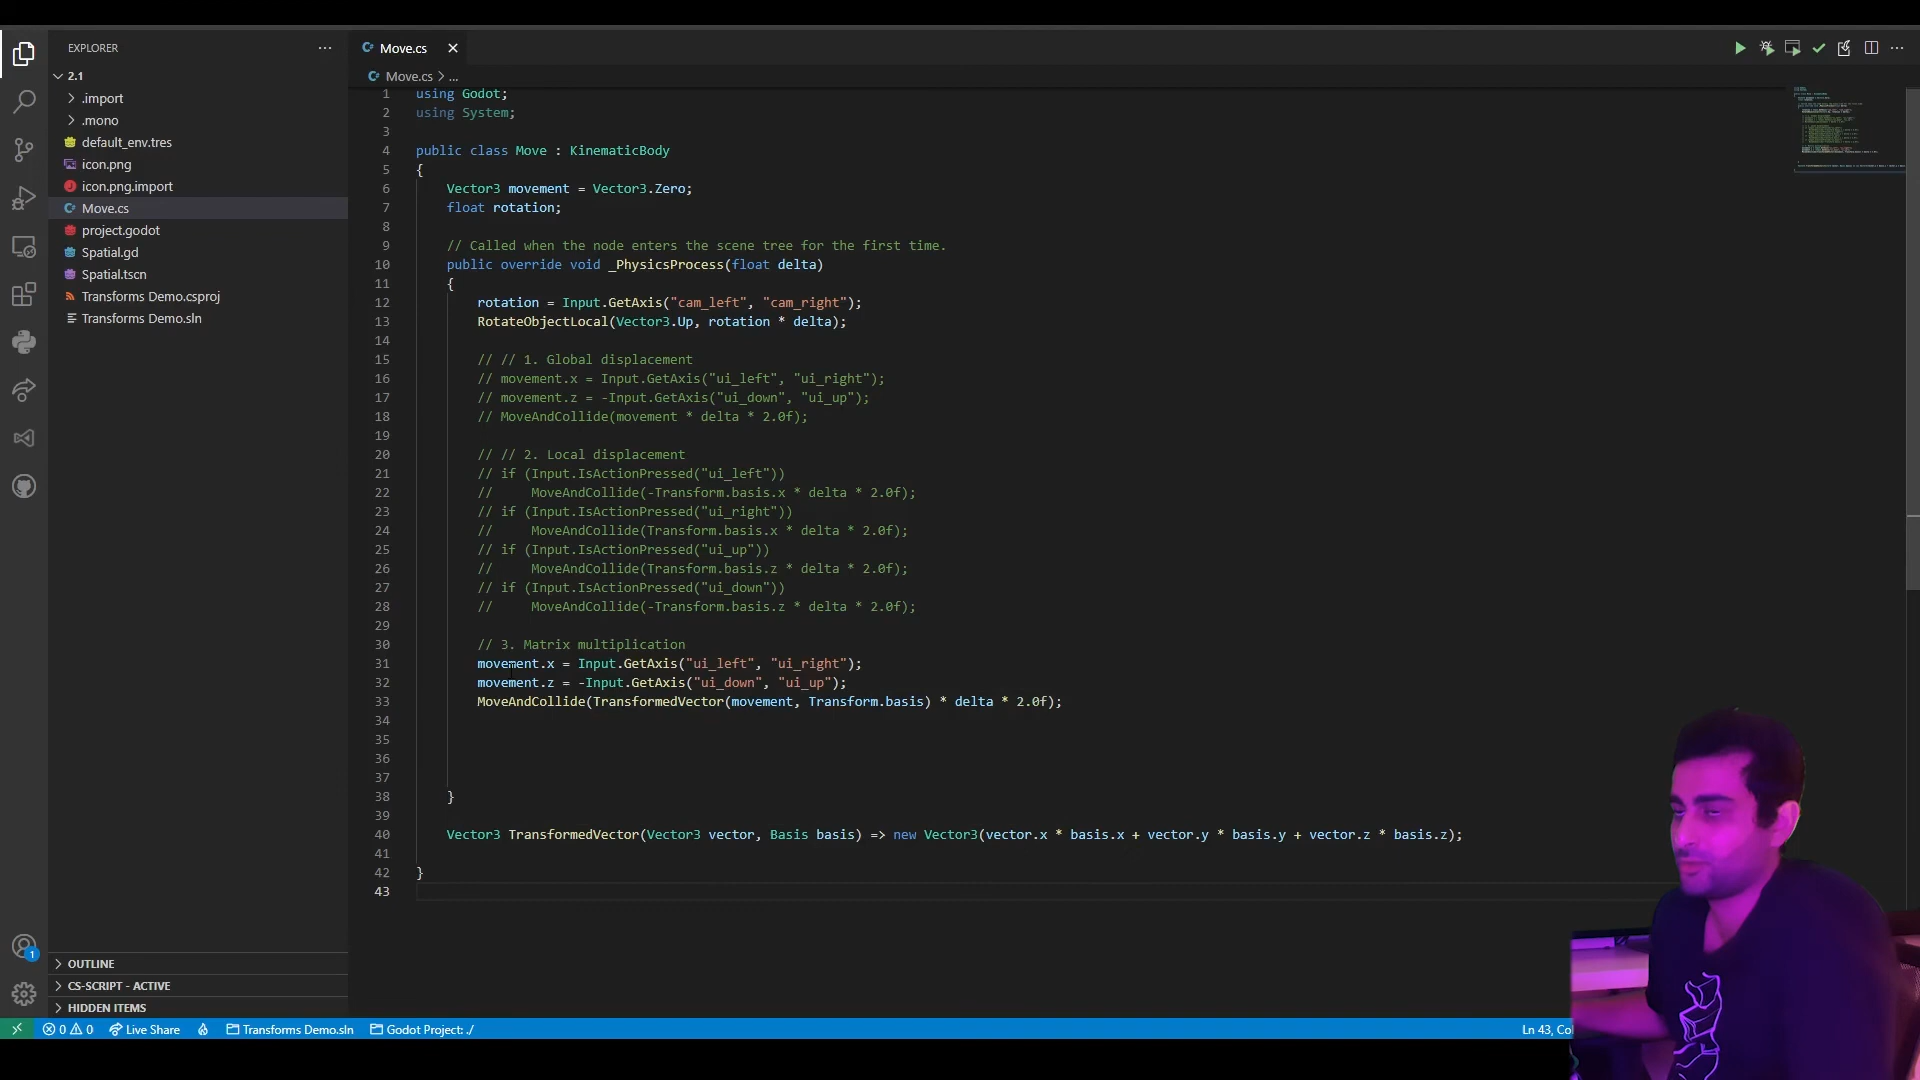 EXPLORER
2.1
.import
.mono
default_env.tres
icon.png
icon.png.import
Move.cs
project.godot
Spatial.gd
Spatial.tscn
Transforms Demo.csproj
Transforms Demo.sln
OUTLINE
CS-SCRIPT - ACTIVE
HIDDEN ITEMS
1
Move.cs
Move.cs > ...
1 using Godot;
2 using System;
3
4 public class Move : KinematicBody
5 {
6 Vector3 movement = Vector3.Zero;
7 float rotation;
8
9 // Called when the node enters the scene tree for the first time.
10 public override void _PhysicsProcess(float delta)
11 {
12 rotation = Input.GetAxis("cam_left", "cam_right");
13 RotateObjectLocal(Vector3.Up, rotation * delta);
14
15 // // 1. Global displacement
16 // movement.x = Input.GetAxis("ui_left", "ui_right");
17 // movement.z = -Input.GetAxis("ui_down", "ui_up");
18 // MoveAndCollide(movement * delta * 2.0f);
19
20 // // 2. Local displacement
21 // if (Input.IsActionPressed("ui_left"))
22 // MoveAndCollide(-Transform.basis.x * delta * 2.0f);
23 // if (Input.IsActionPressed("ui_right"))
24 // MoveAndCollide(Transform.basis.x * delta * 2.0f);
25 // if (Input.IsActionPressed("ui_up"))
26 // MoveAndCollide(Transform.basis.z * delta * 2.0f);
27 // if (Input.IsActionPressed("ui_down"))
28 // MoveAndCollide(-Transform.basis.z * delta * 2.0f);
29
30 // 3. Matrix multiplication
31 movement.x = Input.GetAxis("ui_left", "ui_right");
32 movement.z = -Input.GetAxis("ui_down", "ui_up");
33 MoveAndCollide(TransformedVector(movement, Transform.basis) * delta * 2.0f);
34
35
36
37
38 }
39
40 Vector3 TransformedVector(Vector3 vector, Basis basis) => new Vector3(vector.x * basis.x + vector.y * basis.y + vector.z * basis.z);
41
42 }
43
0 0 Live Share Transforms Demo.sln Godot Project: ./ Ln 43, Co